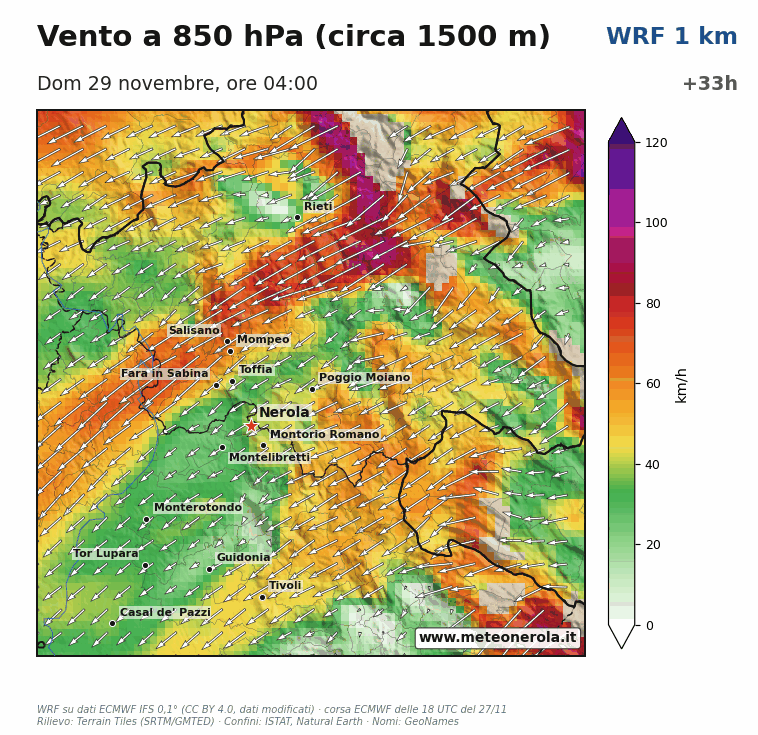 Vento a 850 hPa (circa 1500 m)
WRF 1 km
Dom 29 novembre, ore 04:00
+33h
Rieti
Salisano
Mompeo
Fara in Sabina
Toffia
Poggio Moiano
Nerola
Montorio Romano
Montelibretti
Monterotondo
Tor Lupara
Guidonia
Tivoli
Casal de' Pazzi
www.meteonerola.it
120
100
80
60
40
20
0
km/h
WRF su dati ECMWF IFS 0,1° (CC BY 4.0, dati modificati) · corsa ECMWF delle 18 UTC del 27/11
Rilievo: Terrain Tiles (SRTM/GMTED) · Confini: ISTAT, Natural Earth · Nomi: GeoNames